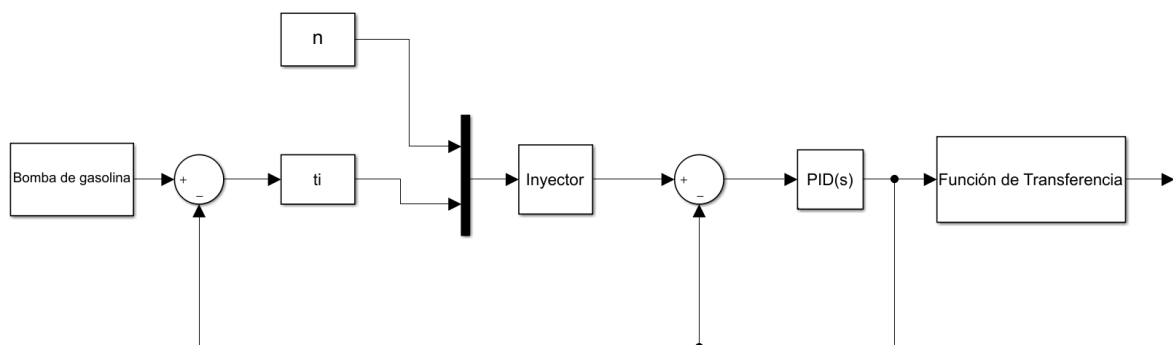 n
Bomba de gasolina
+
−
ti
Inyector
+
−
PID(s)
Función de Transferencia